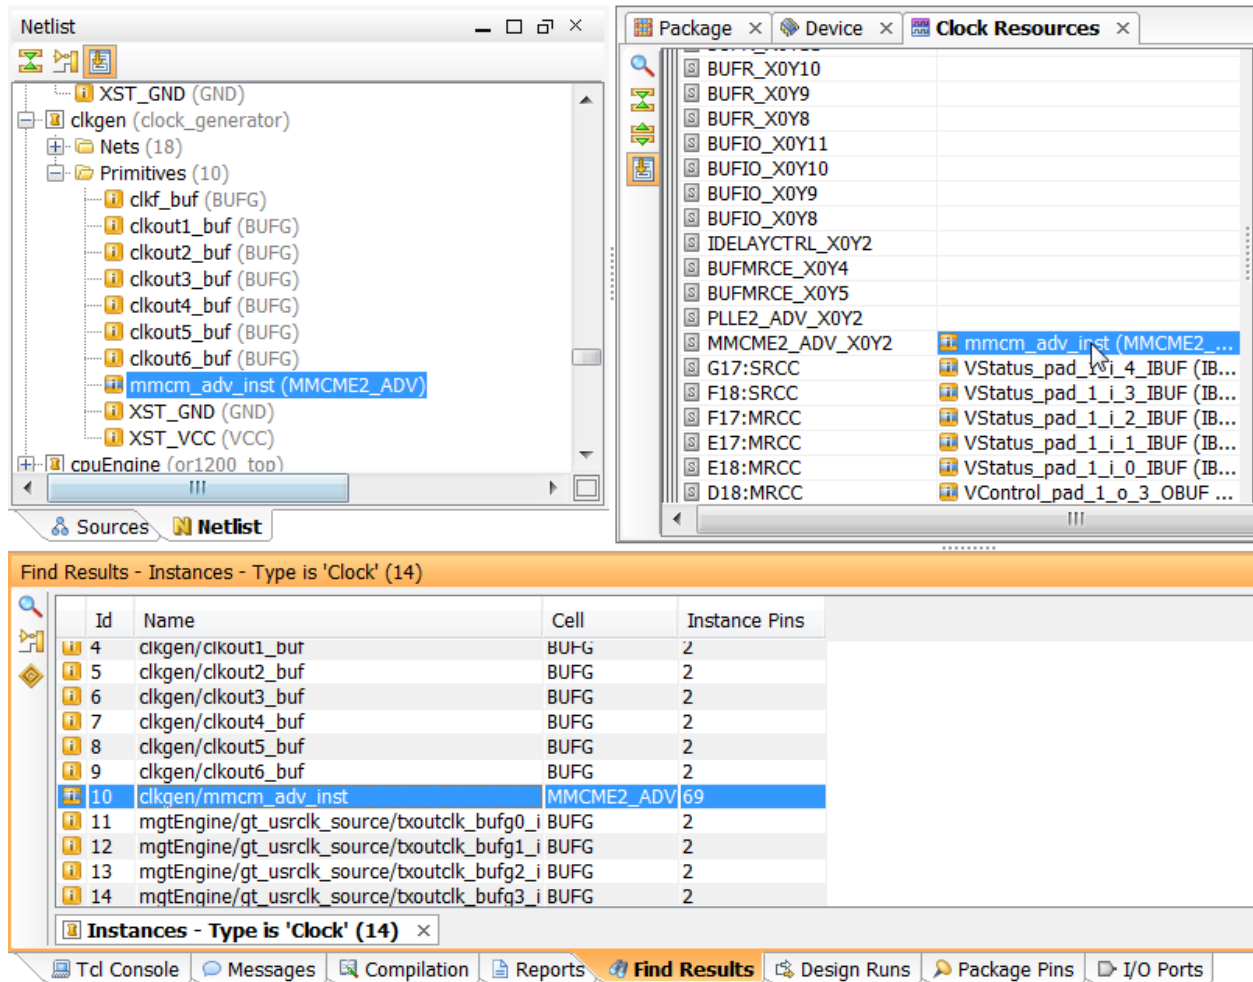 Netlist
XST_GND (GND)
clkgen (clock_generator)
Nets (18)
Primitives (10)
clkf_buf (BUFG)
clkout1_buf (BUFG)
clkout2_buf (BUFG)
clkout3_buf (BUFG)
clkout4_buf (BUFG)
clkout5_buf (BUFG)
clkout6_buf (BUFG)
mmcm_adv_inst (MMCME2_ADV)
XST_GND (GND)
XST_VCC (VCC)
cpuEngine (or1200_top)
Sources Netlist
Package Device Clock Resources
BUFR_X0Y10
BUFR_X0Y9
BUFR_X0Y8
BUFIO_X0Y11
BUFIO_X0Y10
BUFIO_X0Y9
BUFIO_X0Y8
IDELAYCTRL_X0Y2
BUFMRCE_X0Y4
BUFMRCE_X0Y5
PLLE2_ADV_X0Y2
MMCME2_ADV_X0Y2 mmcm_adv_inst (MMCME2_...
G17:SRCC VStatus_pad_1_i_4_IBUF (IB...
F18:SRCC VStatus_pad_1_i_3_IBUF (IB...
F17:MRCC VStatus_pad_1_i_2_IBUF (IB...
E17:MRCC VStatus_pad_1_i_1_IBUF (IB...
E18:MRCC VStatus_pad_1_i_0_IBUF (IB...
D18:MRCC VControl_pad_1_o_3_OBUF ...
Find Results - Instances - Type is 'Clock' (14)
Id Name Cell Instance Pins
4 clkgen/clkout1_buf BUFG 2
5 clkgen/clkout2_buf BUFG 2
6 clkgen/clkout3_buf BUFG 2
7 clkgen/clkout4_buf BUFG 2
8 clkgen/clkout5_buf BUFG 2
9 clkgen/clkout6_buf BUFG 2
10 clkgen/mmcm_adv_inst MMCME2_ADV 69
11 mgtEngine/gt_usrclk_source/txoutclk_bufg0_i BUFG 2
12 mgtEngine/gt_usrclk_source/txoutclk_bufg1_i BUFG 2
13 mgtEngine/gt_usrclk_source/txoutclk_bufg2_i BUFG 2
14 mgtEngine/gt_usrclk_source/txoutclk_bufg3_i BUFG 2
Instances - Type is 'Clock' (14)
Tcl Console Messages Compilation Reports Find Results Design Runs Package Pins I/O Ports